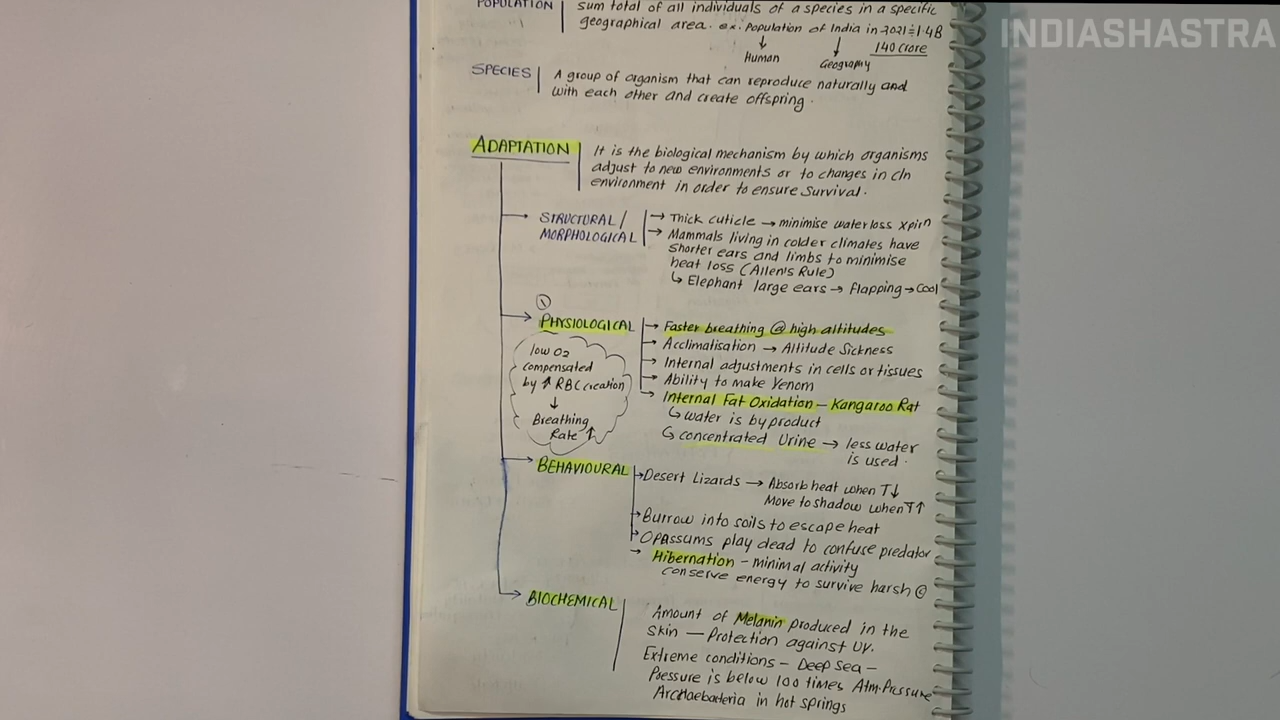 INDIASHASTRA
POPULATION
sum total of all individuals of a species in a specific
geographical area. ex. Population of India in 2021 ≈ 1.4B
Human
Geography
140 crore
SPECIES
A group of organism that can reproduce naturally and
with each other and create offspring.
ADAPTATION
It is the biological mechanism by which organisms
adjust to new environments or to changes in c/n
environment in order to ensure survival.
STRUCTURAL/
MORPHOLOGICAL
→ Thick cuticle → minimise water loss xpirn
→ Mammals living in colder climates have
shorter ears and limbs to minimise
heat loss (Allen's Rule)
↳ Elephant large ears → Flapping → Cool
①
PHYSIOLOGICAL
→ Faster breathing @ high altitudes
→ Acclimatisation → Altitude Sickness
→ Internal adjustments in cells or tissues
→ Ability to make Venom
→ Internal Fat Oxidation – Kangaroo Rat
↳ water is byproduct
↳ concentrated Urine → less water
is used.
low O2
compensated
by ↑ RBC creation
↓
Breathing
Rate ↑
BEHAVIOURAL
→ Desert Lizards → Absorb heat when T↓
Move to shadow when T↑
→ Burrow into soils to escape heat
→ Opassums play dead to confuse predator
→ Hibernation – minimal activity
conserve energy to survive harsh ©
BIOCHEMICAL
Amount of Melanin produced in the
skin — Protection against UV.
Extreme conditions – Deep sea –
Pressure is below 100 times Atm. Pressure
Archaebacteria in hot springs